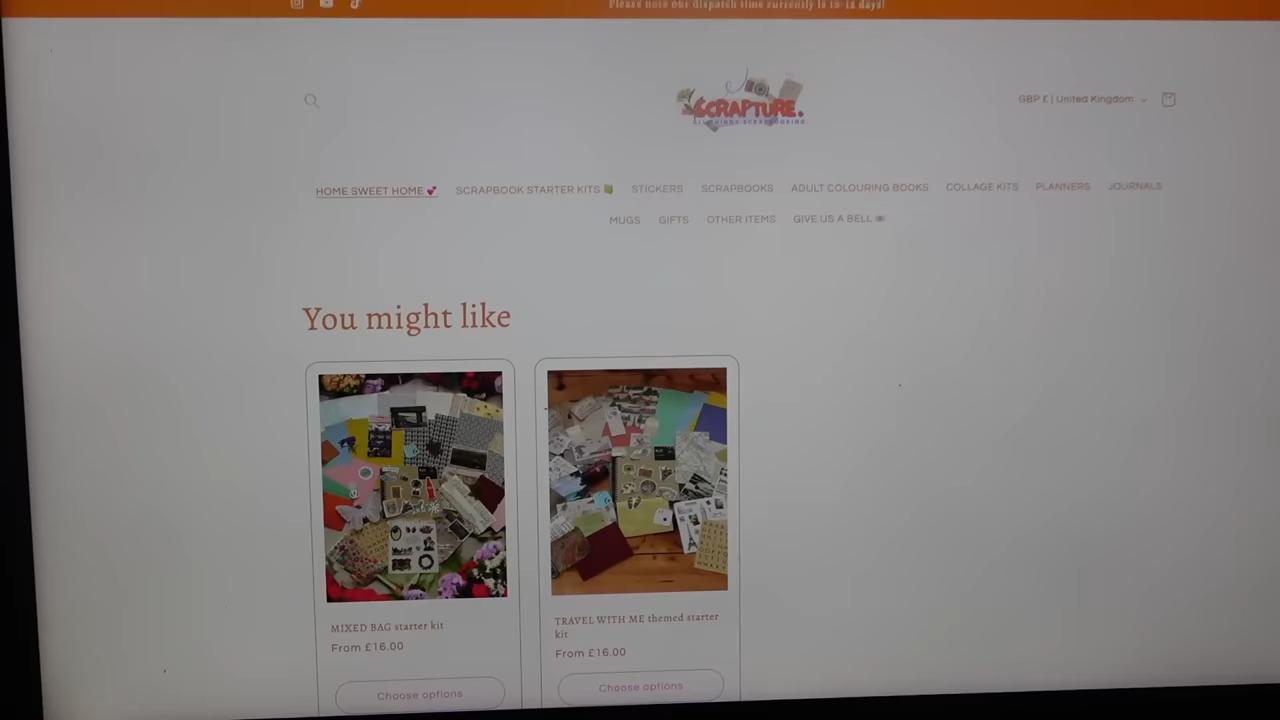 Please note our dispatch time currently is 10-12 days!
SCRAPTURE.
ALL THINGS SCRAPBOOKING.
GBP £ | United Kingdom
HOME SWEET HOME 💕 SCRAPBOOK STARTER KITS STICKERS SCRAPBOOKS ADULT COLOURING BOOKS COLLAGE KITS PLANNERS JOURNALS
MUGS GIFTS OTHER ITEMS GIVE US A BELL
You might like
MIXED BAG starter kit
From £16.00
Choose options
TRAVEL WITH ME themed starter
kit
From £16.00
Choose options